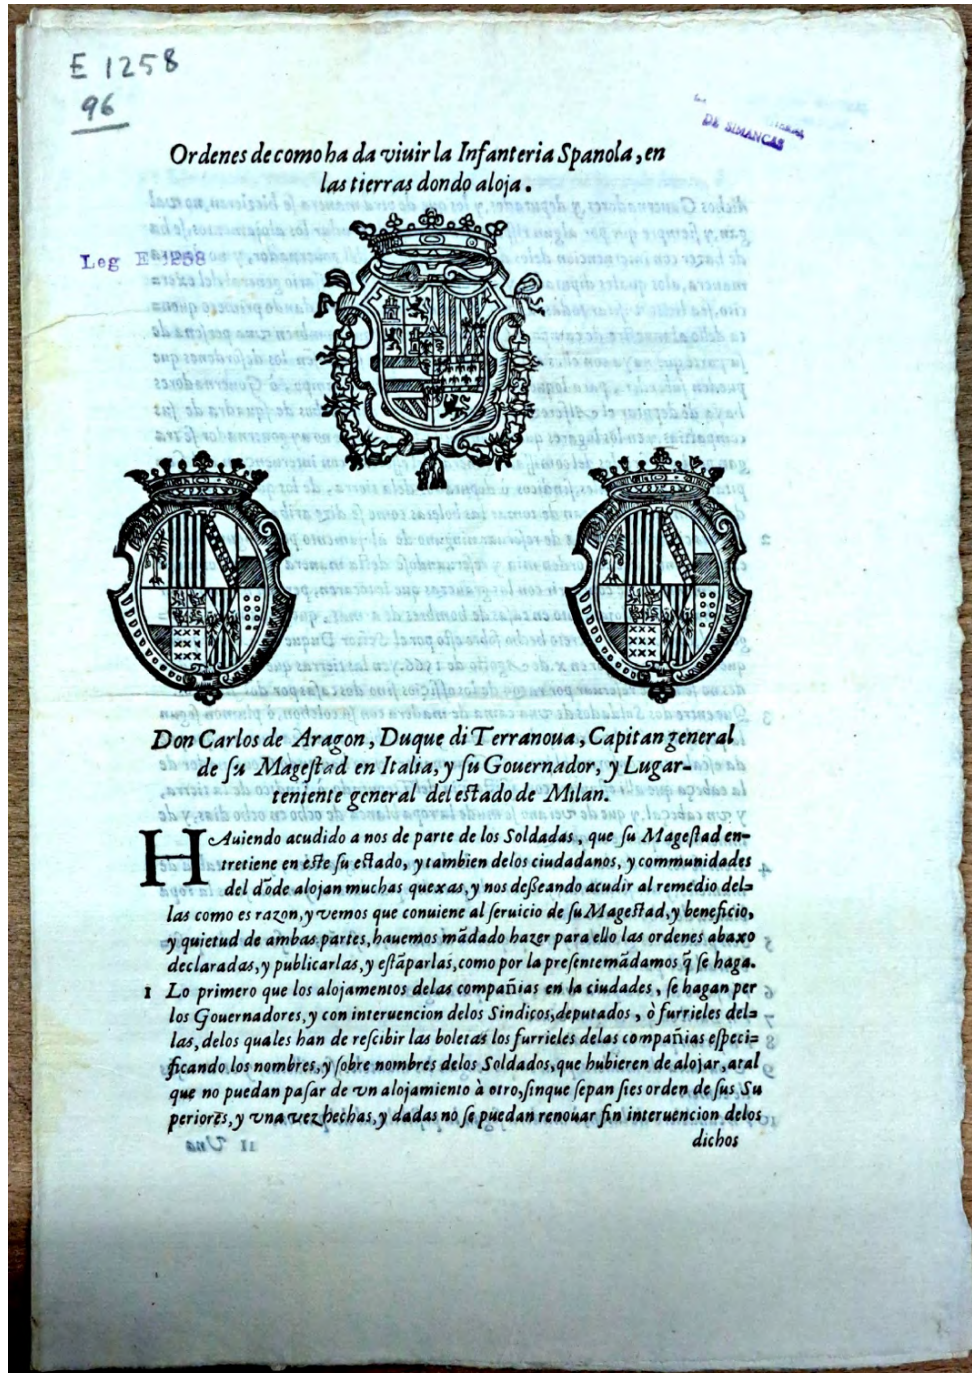 E 1258
96
DE SIMANCAS
Ordenes de como ha da viuir la Infanteria Spanola, en
las tierras dondo aloja.
Leg E 1258
Don Carlos de Aragon, Duque di Terranoua, Capitan general
de su Magestad en Italia, y su Gouernador, y Lugar-
teniente general del estado de Milan.
HAuiendo acudido a nos de parte de los Soldadas, que su Magestad en-
tretiene en este su estado, y tambien delos ciudadanos, y communidades
del dõde alojan muchas quexas, y nos desseando acudir al remedio del-
las como es razon, y vemos que conuiene al seruicio de su Magestad, y beneficio,
y quietud de ambas partes, hauemos mãdado hazer para ello las ordenes abaxo
declaradas, y publicarlas, y estãparlas, como por la presente mãdamos q̃ se haga.
1 Lo primero que los alojamentos delas compañias en la ciudades, se hagan per
los Gouernadores, y con interuencion delos Sindicos, deputados, ò furrieles del-
las, delos quales han de rescibir las boletas los furrieles delas compañias especi-
ficando los nombres, y sobre nombres delos Soldados, que hubieren de alojar, atal
que no puedan pasar de vn alojamiento à otro, sinque sepan sies orden de sus Su
periores, y vna vez hechas, y dadas no se puedan renouar sin interuencion delos
dichos